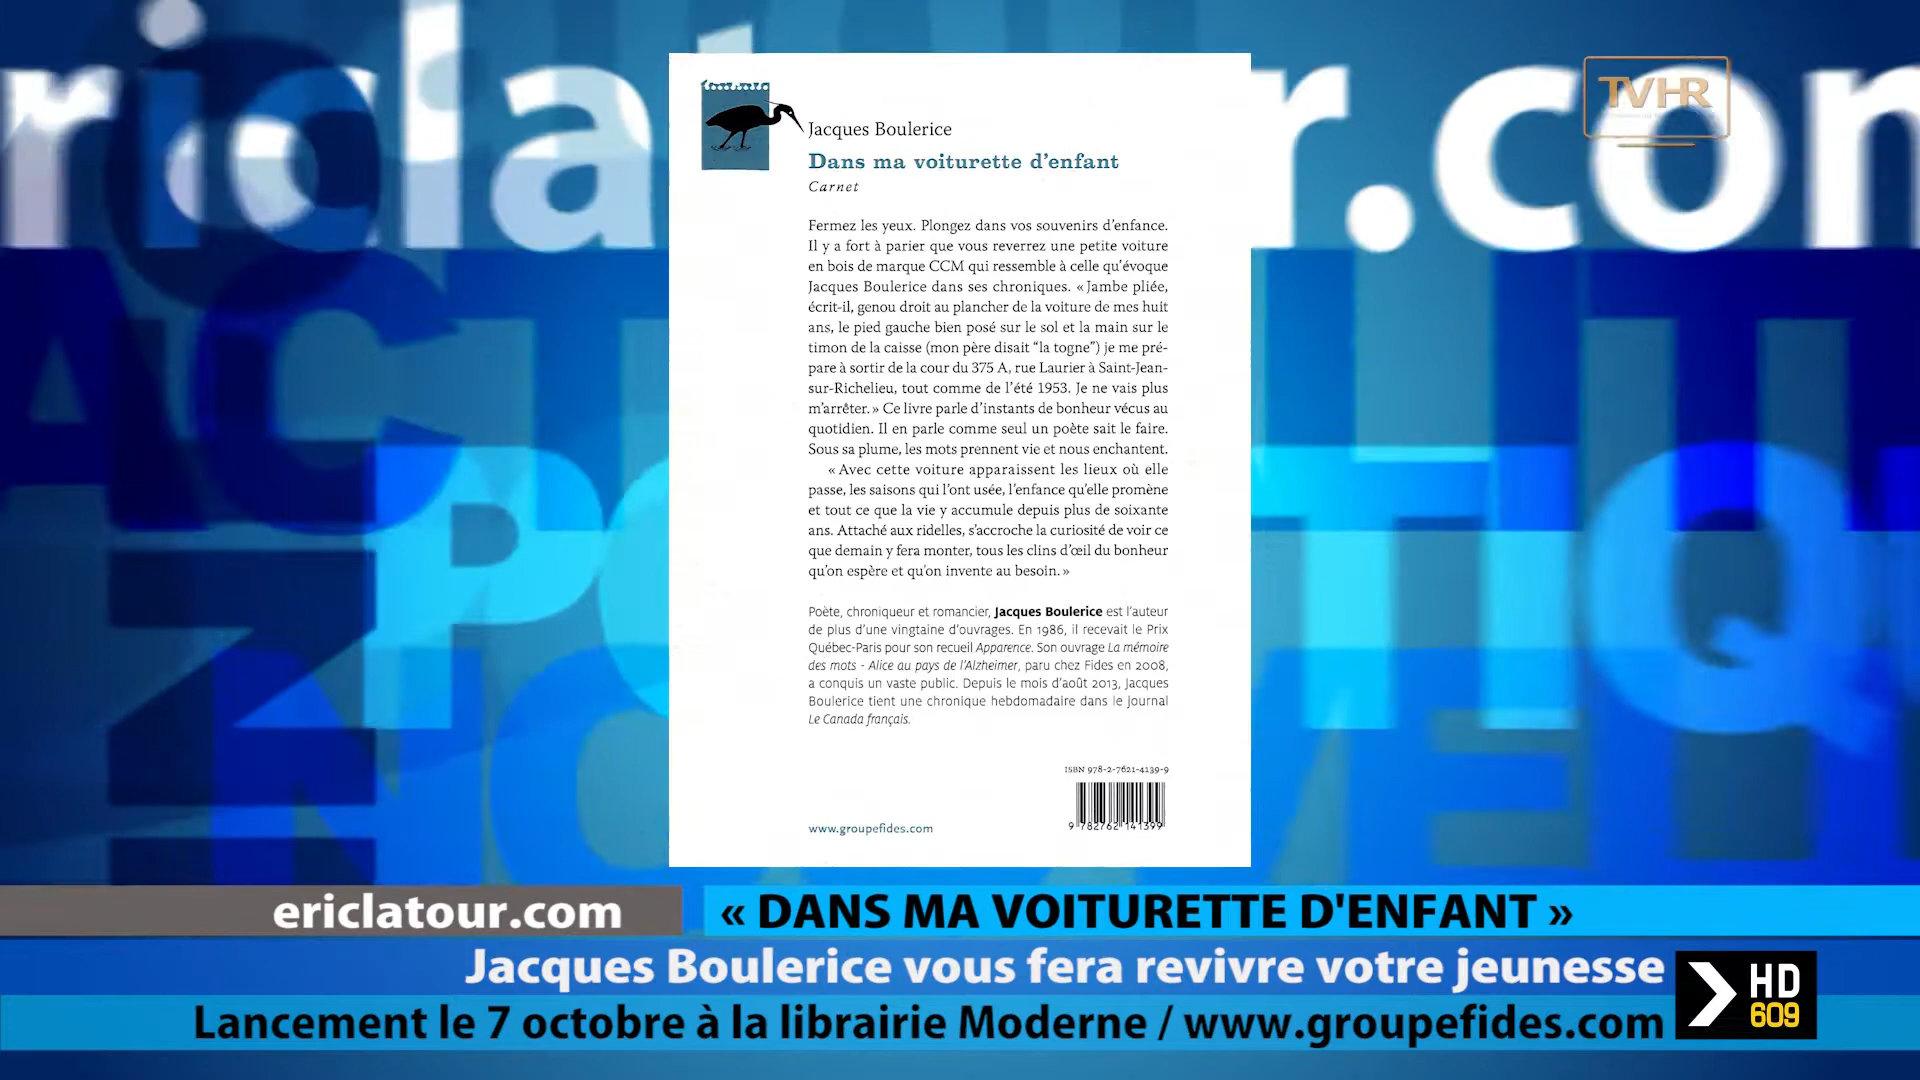 riclatour.com
TVHR
ACTUALITÉ
POLITIQUE
Jacques Boulerice
Dans ma voiturette d'enfant
Carnet
Fermez les yeux. Plongez dans vos souvenirs d'enfance.
Il y a fort à parier que vous reverrez une petite voiture
en bois de marque CCM qui ressemble à celle qu'évoque
Jacques Boulerice dans ses chroniques. « Jambe pliée,
écrit-il, genou droit au plancher de la voiture de mes huit
ans, le pied gauche bien posé sur le sol et la main sur le
timon de la caisse (mon père disait “la togne”) je me pré-
pare à sortir de la cour du 375 A, rue Laurier à Saint-Jean-
sur-Richelieu, tout comme de l'été 1953. Je ne vais plus
m'arrêter. » Ce livre parle d'instants de bonheur vécus au
quotidien. Il en parle comme seul un poète sait le faire.
Sous sa plume, les mots prennent vie et nous enchantent.
« Avec cette voiture apparaissent les lieux où elle
passe, les saisons qui l'ont usée, l'enfance qu'elle promène
et tout ce que la vie y accumule depuis plus de soixante
ans. Attaché aux ridelles, s'accroche la curiosité de voir ce
que demain y fera monter, tous les clins d'œil du bonheur
qu'on espère et qu'on invente au besoin. »
Poète, chroniqueur et romancier, Jacques Boulerice est l'auteur
de plus d'une vingtaine d'ouvrages. En 1986, il recevait le Prix
Québec-Paris pour son recueil Apparence. Son ouvrage La mémoire
des mots - Alice au pays de l'Alzheimer, paru chez Fides en 2008,
a conquis un vaste public. Depuis le mois d'août 2013, Jacques
Boulerice tient une chronique hebdomadaire dans le journal
Le Canada français.
ISBN 978-2-7621-4139-9
9 782762 141399
www.groupefides.com
ericlatour.com
« DANS MA VOITURETTE D'ENFANT »
Jacques Boulerice vous fera revivre votre jeunesse
HD
609
Lancement le 7 octobre à la librairie Moderne / www.groupefides.com